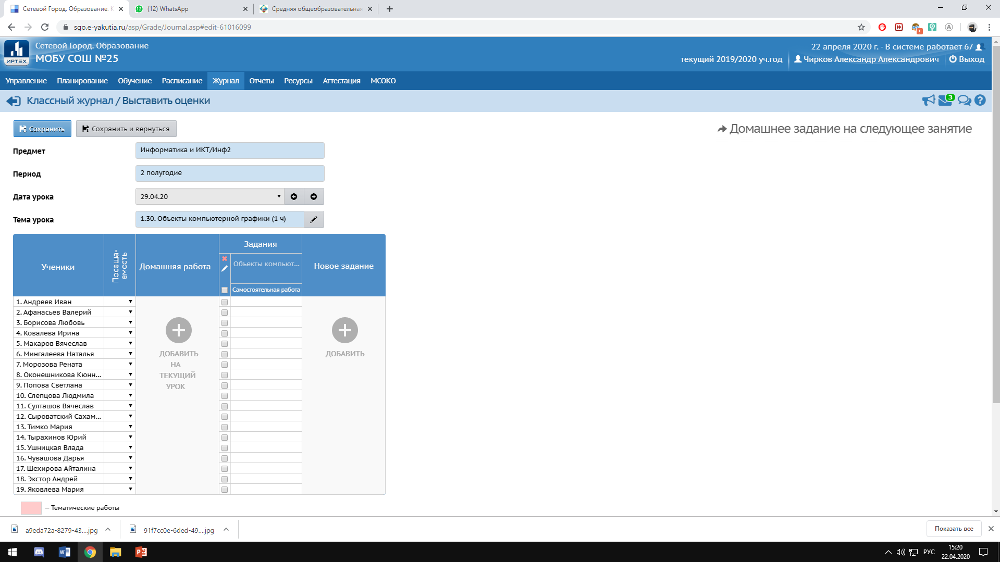 Сетевой Город. Образование. К
(12) WhatsApp
Средняя общеобразовательная
sgo.e-yakutia.ru/asp/Grade/Journal.asp#edit-61016099
Сетевой Город. Образование
МОБУ СОШ №25
ИРТЕХ
22 апреля 2020 г. - В системе работает 67
текущий 2019/2020 уч.год
Чирков Александр Александрович
Выход
Управление Планирование Обучение Расписание Журнал Отчеты Ресурсы Аттестация МСОКО
Классный журнал / Выставить оценки
3
Сохранить
Сохранить и вернуться
Домашнее задание на следующее занятие
Предмет
Информатика и ИКТ/Инф2
Период
2 полугодие
Дата урока
29.04.20
Тема урока
1.30. Объекты компьютерной графики (1 ч)
Ученики
Посеща-
емость
Домашняя работа
Задания
Объекты компьют...
Самостоятельная работа
Новое задание
1. Андреев Иван
2. Афанасьев Валерий
3. Борисова Любовь
4. Ковалева Ирина
5. Макаров Вячеслав
6. Мингалеева Наталья
7. Морозова Рената
8. Оконешникова Кюнн...
9. Попова Светлана
10. Слепцова Людмила
11. Султашов Вячеслав
12. Сыроватский Сахам...
13. Тимко Мария
14. Тырахинов Юрий
15. Ушницкая Влада
16. Чувашова Дарья
17. Шехирова Айталина
18. Экстор Андрей
19. Яковлева Мария
ДОБАВИТЬ
НА
ТЕКУЩИЙ
УРОК
ДОБАВИТЬ
– Тематические работы
a9eda72a-8279-43....jpg
91f7cc0e-6ded-49....jpg
Показать все
РУС
15:20
22.04.2020